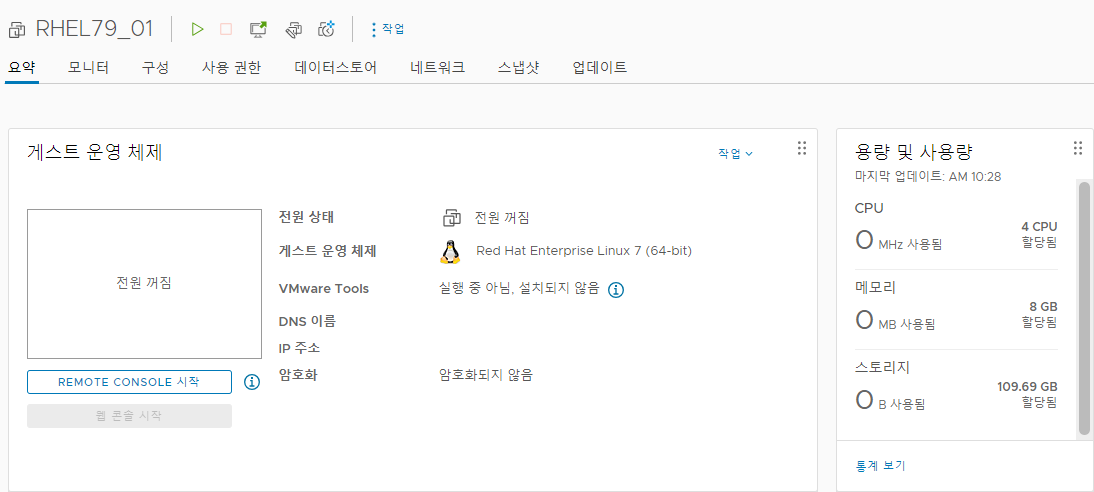 RHEL79_01 작업
요약 모니터 구성 사용 권한 데이터스토어 네트워크 스냅샷 업데이트
게스트 운영 체제 작업
전원 꺼짐
REMOTE CONSOLE 시작
웹 콘솔 시작
전원 상태 전원 꺼짐
게스트 운영 체제 Red Hat Enterprise Linux 7 (64-bit)
VMware Tools 실행 중 아님, 설치되지 않음
DNS 이름
IP 주소
암호화 암호화되지 않음
용량 및 사용량
마지막 업데이트: AM 10:28
CPU
0 MHz 사용됨
4 CPU
할당됨
메모리
0 MB 사용됨
8 GB
할당됨
스토리지
0 B 사용됨
109.69 GB
할당됨
통계 보기